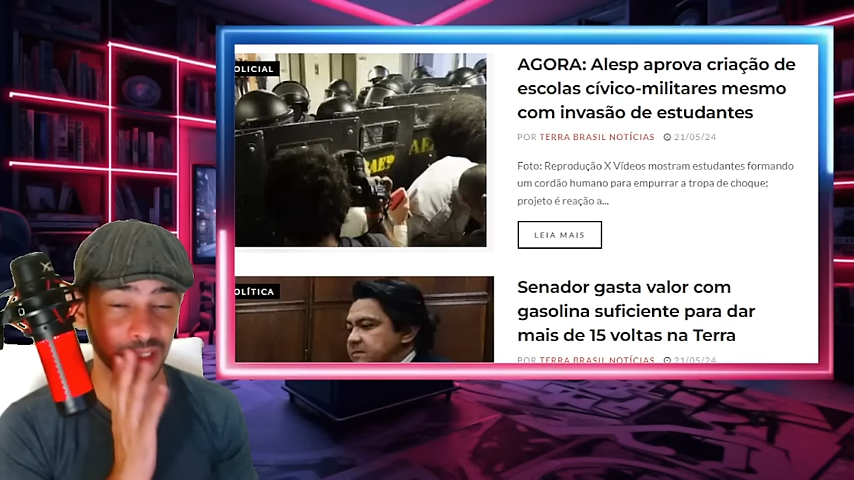 OLICIAL
AEP
AGORA: Alesp aprova criação de
escolas cívico-militares mesmo
com invasão de estudantes
POR TERRA BRASIL NOTÍCIAS 21/05/24
Foto: Reprodução X Vídeos mostram estudantes formando
um cordão humano para empurrar a tropa de choque;
projeto é reação a...
LEIA MAIS
OLÍTICA
Senador gasta valor com
gasolina suficiente para dar
mais de 15 voltas na Terra
POR TERRA BRASIL NOTÍCIAS 21/05/24